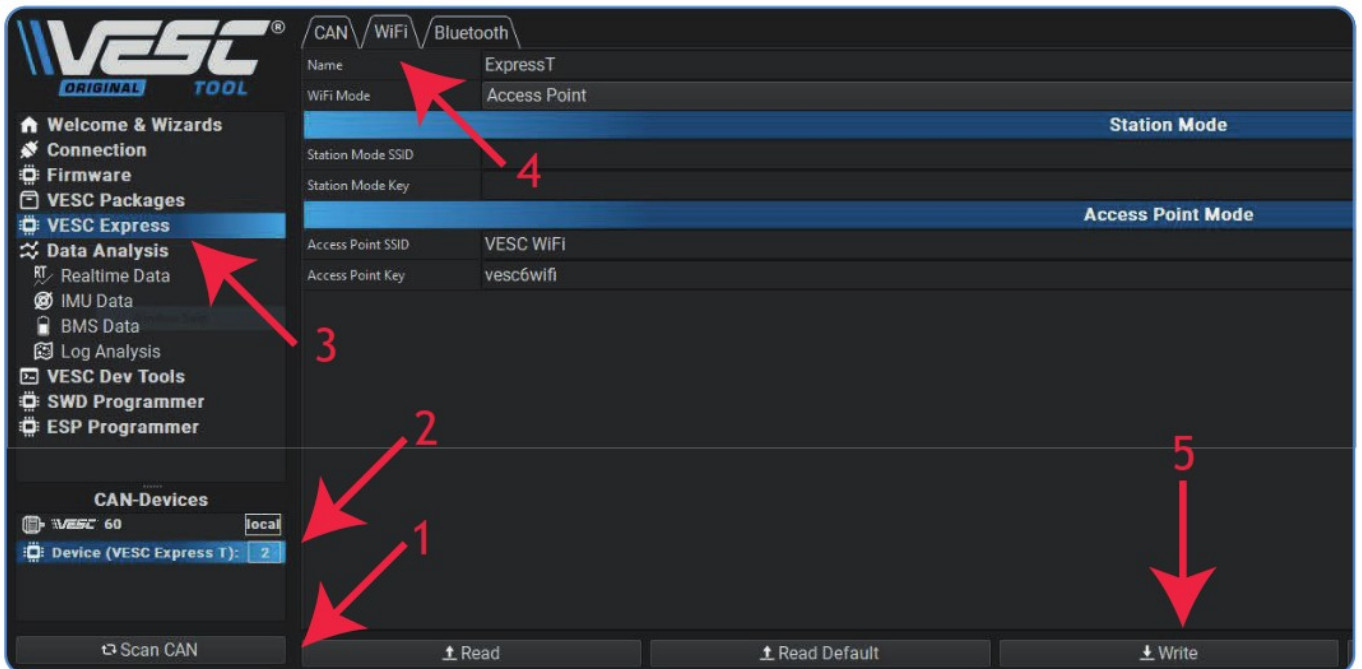 VESC®
ORIGINAL TOOL
CAN WiFi Bluetooth
Name ExpressT
WiFi Mode Access Point
Station Mode
Station Mode SSID
Station Mode Key
Access Point Mode
Access Point SSID VESC WiFi
Access Point Key vesc6wifi
Welcome & Wizards
Connection
Firmware
VESC Packages
VESC Express
Data Analysis
RT Realtime Data
IMU Data
BMS Data
Log Analysis
VESC Dev Tools
SWD Programmer
ESP Programmer
4
3
2
1
5
CAN-Devices
VESC 60 local
Device (VESC Express T): 2
Scan CAN
Read Read Default Write